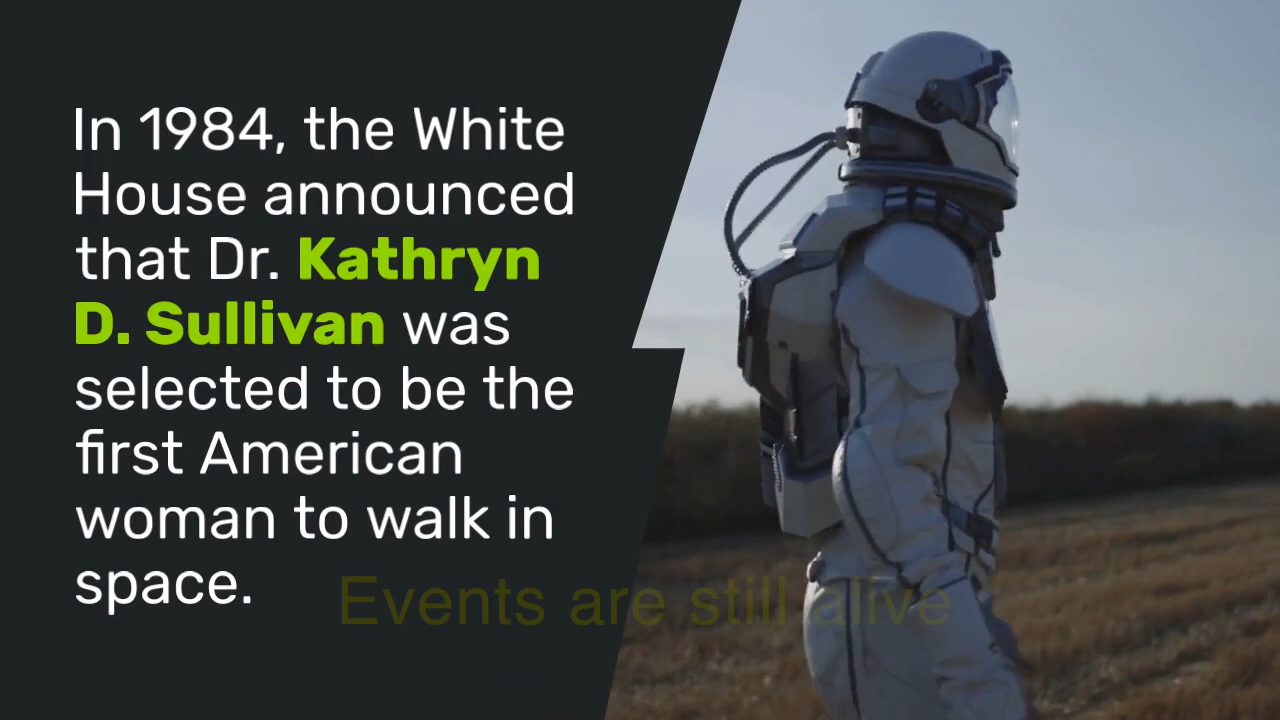 In 1984, the White
House announced
that Dr. Kathryn
D. Sullivan was
selected to be the
first American
woman to walk in
space.
Events are still alive